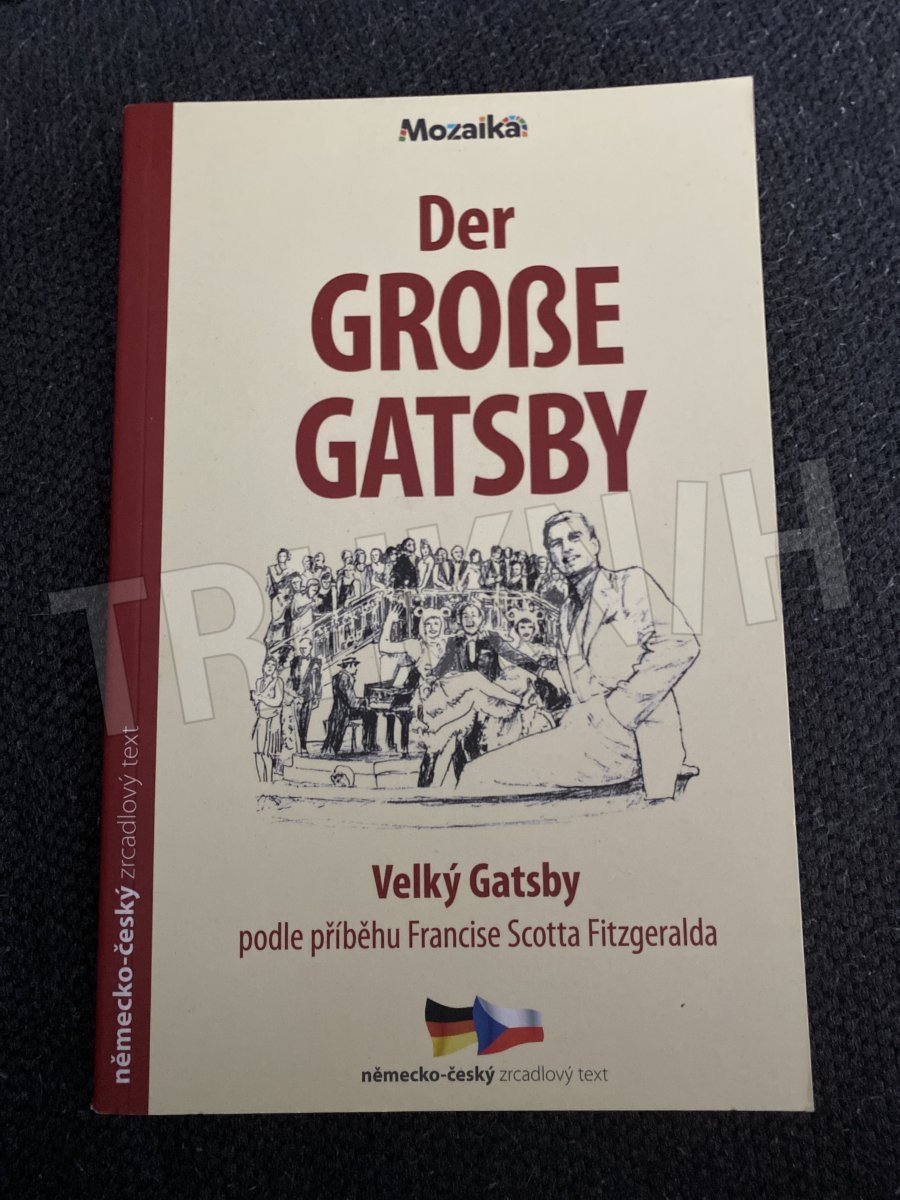 Mozaika
Der
GROßE
GATSBY
TRHKNIH
Velký Gatsby
podle příběhu Francise Scotta Fitzgeralda
německo-český zrcadlový text
německo-český zrcadlový text